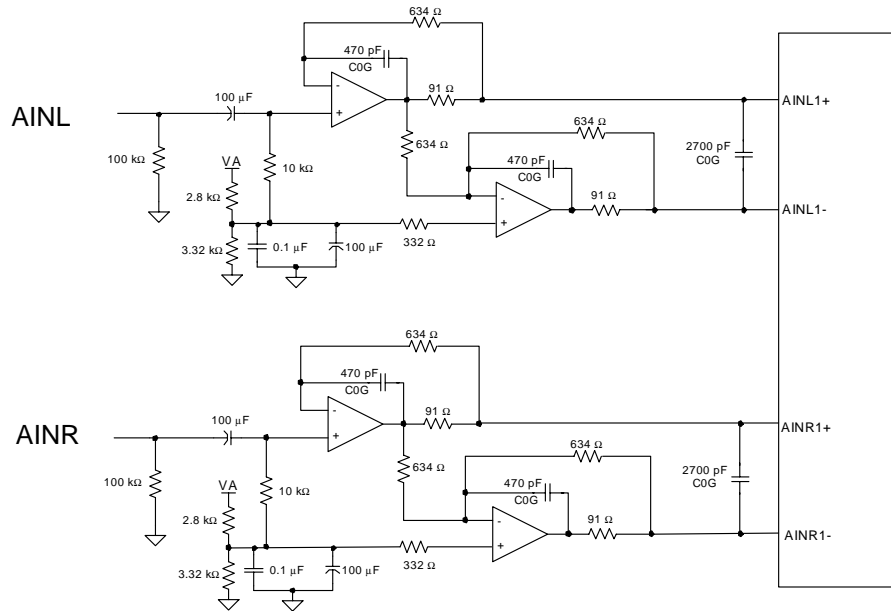 634 Ω
470 pF
C0G
91 Ω
AINL
100 µF
-
+
AINL1+
634 Ω
634 Ω
100 kΩ
10 kΩ
VA
470 pF
C0G
2700 pF
C0G
2.8 kΩ
-
+
91 Ω
AINL1-
3.32 kΩ
0.1 µF
100 µF
332 Ω
634 Ω
470 pF
C0G
91 Ω
AINR
100 µF
-
+
AINR1+
634 Ω
634 Ω
100 kΩ
10 kΩ
VA
470 pF
C0G
2700 pF
C0G
2.8 kΩ
-
+
91 Ω
AINR1-
3.32 kΩ
0.1 µF
100 µF
332 Ω